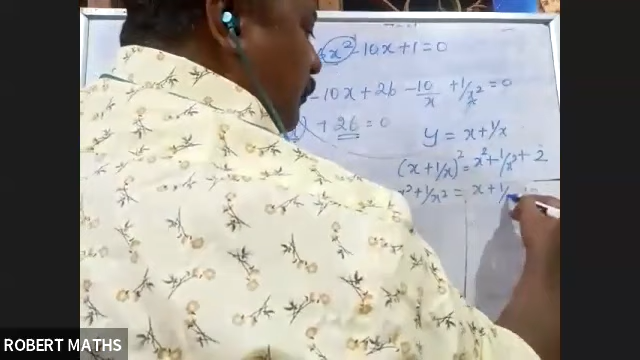 x² - 10x + 1 = 0
- 10x + 26 - 10/x + 1/x² = 0
+ 26 = 0
y = x + 1/x
(x + 1/x)² = x² + 1/x² + 2
x² + 1/x² = x + 1/
ROBERT MATHS